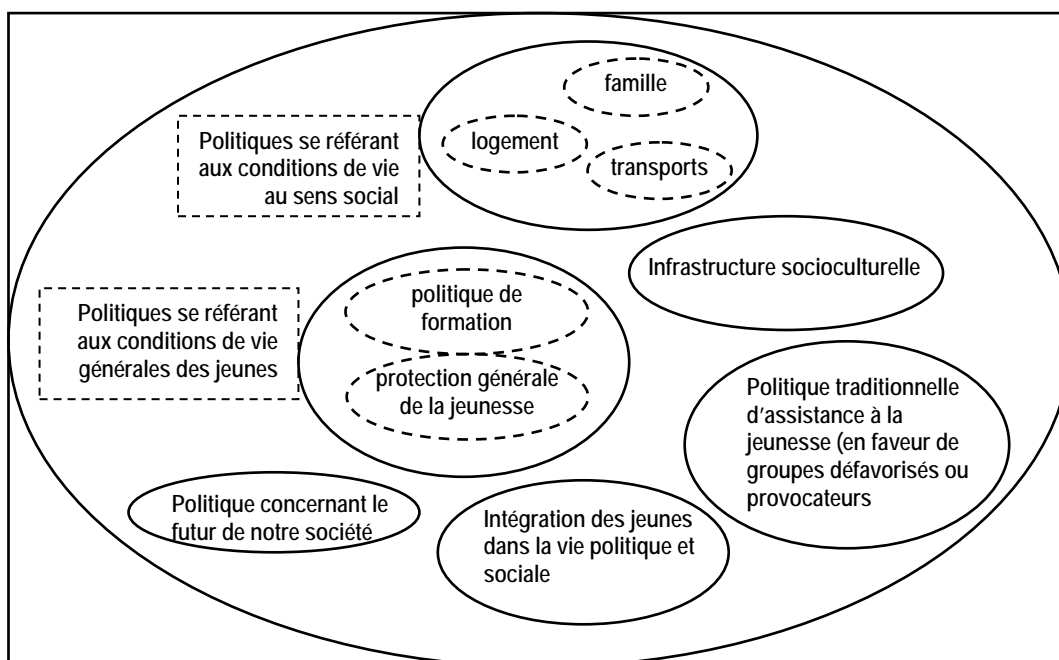 famille
logement
transports
Politiques se référant
aux conditions de vie
au sens social
Infrastructure socioculturelle
politique de
formation
protection générale
de la jeunesse
Politiques se référant
aux conditions de vie
générales des jeunes
Politique traditionnelle
d'assistance à la
jeunesse (en faveur de
groupes défavorisés ou
provocateurs
Politique concernant le
futur de notre société
Intégration des jeunes
dans la vie politique et
sociale